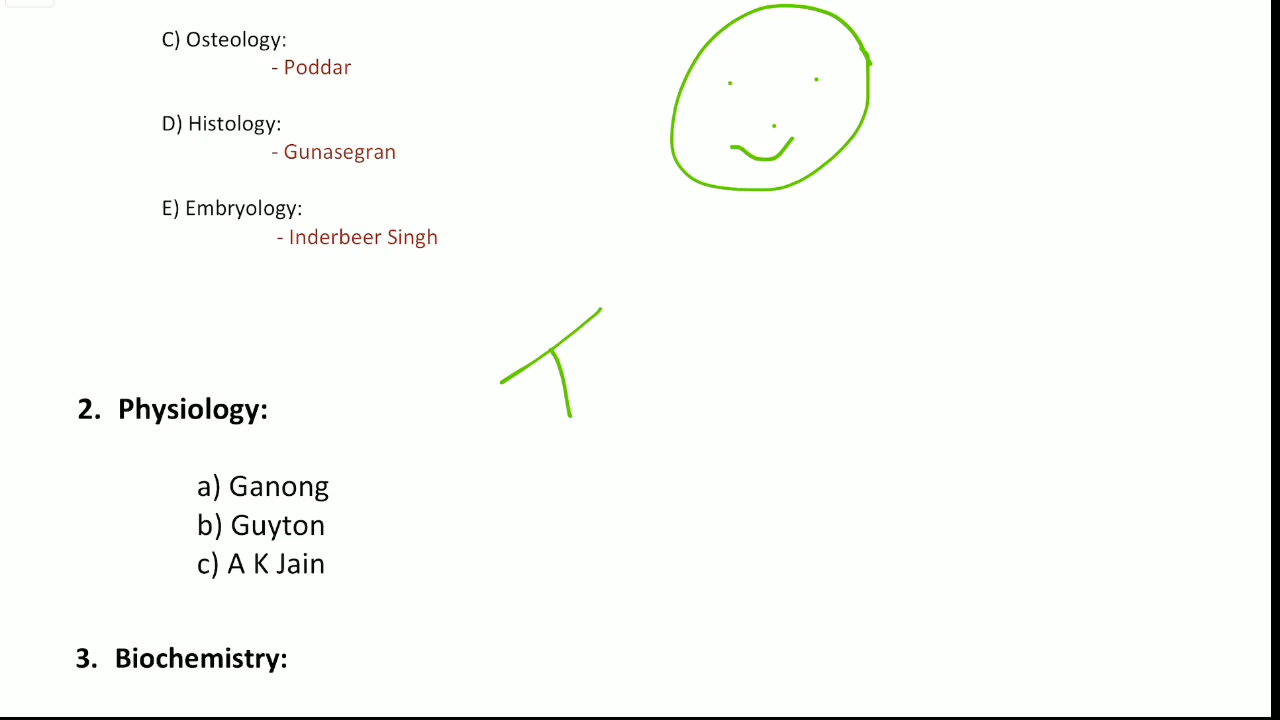 C) Osteology:
- Poddar
D) Histology:
- Gunasegran
E) Embryology:
- Inderbeer Singh
2. Physiology:
a) Ganong
b) Guyton
c) A K Jain
3. Biochemistry: